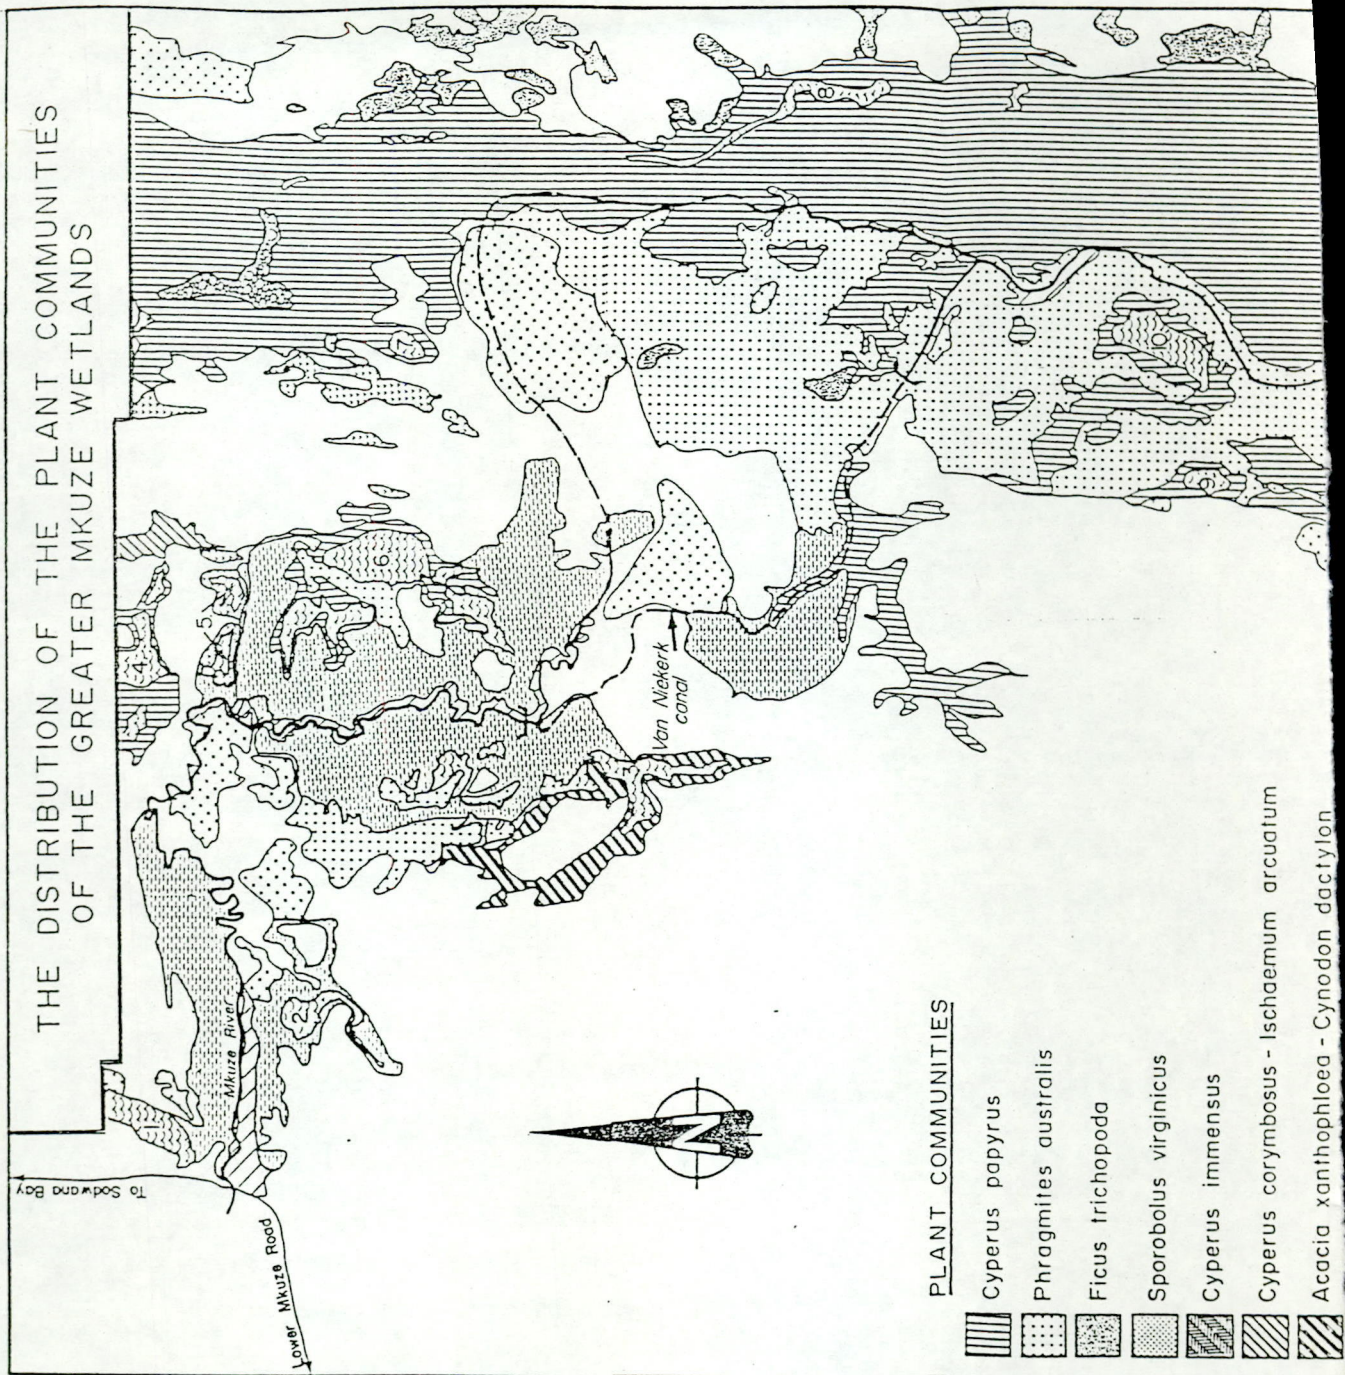 THE DISTRIBUTION OF THE PLANT COMMUNITIES
OF THE GREATER MKUZE WETLANDS
To Sodwana Bay
Lower Mkuze Road
Mkuze River
1
2
4
5
6
7
8
9
10
Van Niekerk
canal
N
PLANT COMMUNITIES
Cyperus papyrus
Phragmites australis
Ficus trichopoda
Sporobolus virginicus
Cyperus immensus
Cyperus corymbosus - Ischaemum arcuatum
Acacia xanthophloea - Cynodon dactylon